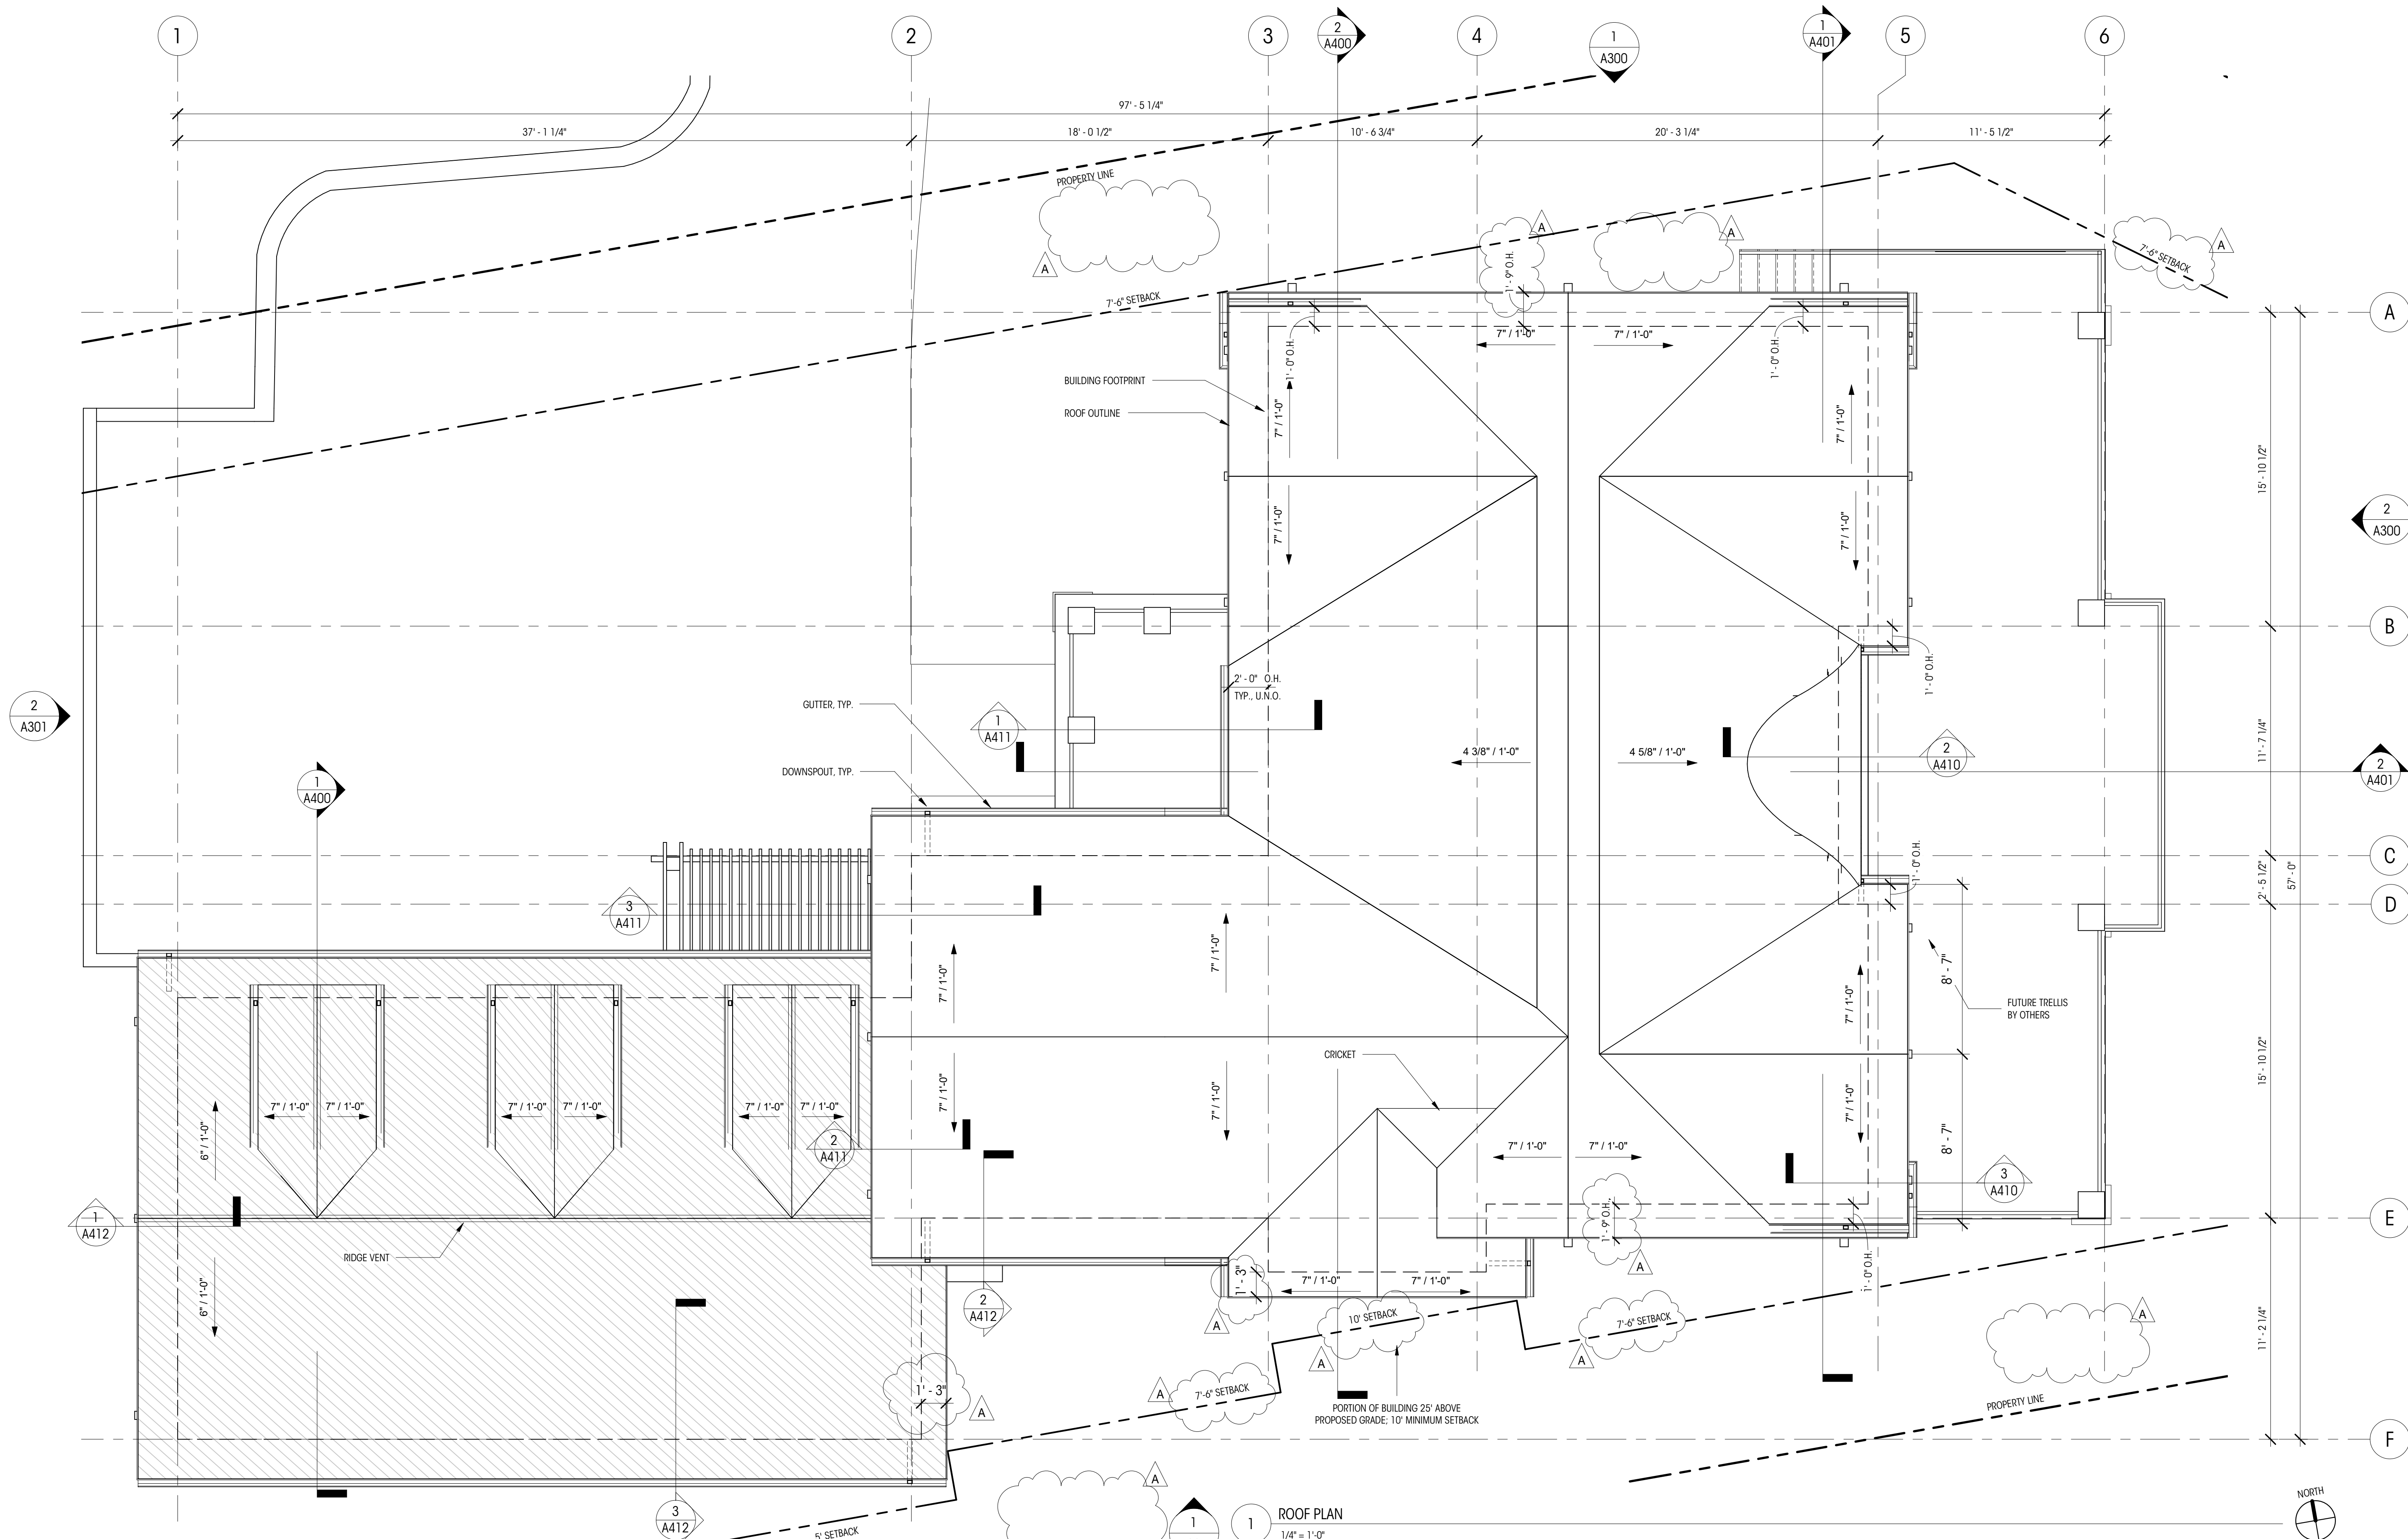 1
2
3
2
A400
4
1
A300
1
A401
5
6
97' - 5 1/4"
37' - 1 1/4"
18' - 0 1/2"
10' - 6 3/4"
20' - 3 1/4"
11' - 5 1/2"
PROPERTY LINE
A
A
A
A
7'-6" SETBACK
7'-6" SETBACK
1' - 9" O.H.
A
7" / 1'-0"
7" / 1'-0"
1' - 0" O.H.
1' - 0" O.H.
BUILDING FOOTPRINT
ROOF OUTLINE
7" / 1'-0"
7" / 1'-0"
15' - 10 1/2"
7" / 1'-0"
7" / 1'-0"
2
A300
B
1' - 0" O.H.
2' - 0" O.H.
TYP., U.N.O.
GUTTER, TYP.
2
A301
1
A411
4 3/8" / 1'-0"
4 5/8" / 1'-0"
2
A410
11' - 7 1/4"
2
A401
DOWNSPOUT, TYP.
1
A400
C
1' - 0" O.H.
2' - 5 1/2"
57' - 0"
D
3
A411
7" / 1'-0"
7" / 1'-0"
8' - 7"
7" / 1'-0"
FUTURE TRELLIS
BY OTHERS
CRICKET
7" / 1'-0"
7" / 1'-0"
7" / 1'-0"
15' - 10 1/2"
7" / 1'-0"
7" / 1'-0"
7" / 1'-0"
7" / 1'-0"
7" / 1'-0"
7" / 1'-0"
6" / 1'-0"
2
A411
7" / 1'-0"
7" / 1'-0"
8' - 7"
3
A410
1
A412
E
1' - 9" O.H.
A
RIDGE VENT
6" / 1'-0"
1' - 3"
7" / 1'-0"
7" / 1'-0"
1' - 0" O.H.
2
A412
A
10' SETBACK
A
7'-6" SETBACK
A
A
11' - 2 1/4"
1' - 3"
A
A
7'-6" SETBACK
PORTION OF BUILDING 25' ABOVE
PROPOSED GRADE; 10' MINIMUM SETBACK
PROPERTY LINE
F
A
3
A412
5' SETBACK
1
1
ROOF PLAN
1/4" = 1'-0"
NORTH